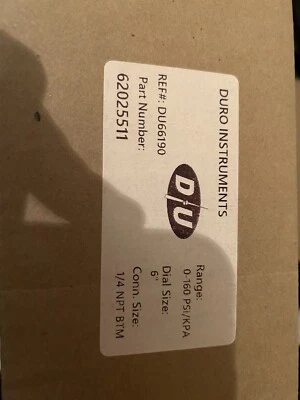 DURO INSTRUMENTS
REF#: DU66190
Part Number:
62025511
D/U
Range:
0-160 PSI/KPA
Dial Size:
6"
Conn. Size:
1/4 NPT BTM